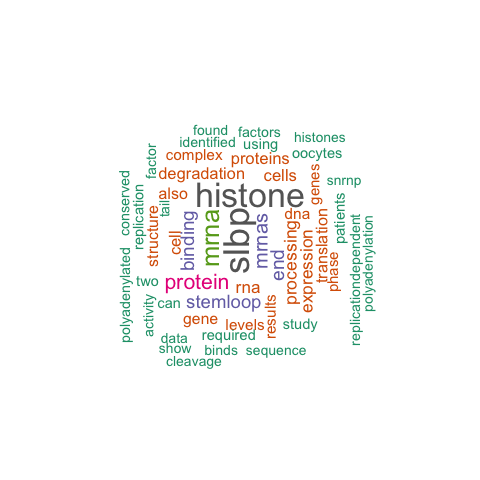 found
factors
histones
identified
using
factor
complex
proteins
oocytes
degradation
cells
snrnp
genes
conserved
replication
tail
also
histone
patients
structure
cell
binding
mrna
slbp
mrnas
end
dna
processing
expression
translation
phase
replicationdependent
polyadenylation
polyadenylated
two
protein
rna
activity
can
stemloop
results
gene
levels
study
data
required
show
binds
sequence
cleavage